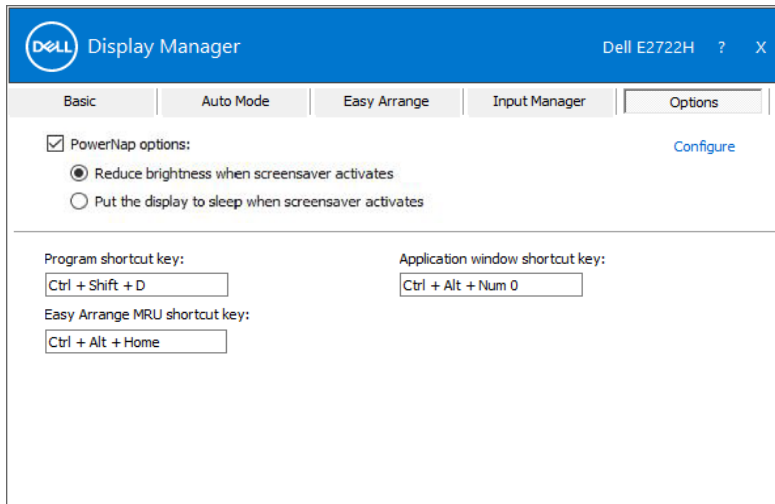 DELL Display Manager Dell E2722H ? X
Basic Auto Mode Easy Arrange Input Manager Options
PowerNap options: Configure
Reduce brightness when screensaver activates
Put the display to sleep when screensaver activates
Program shortcut key: Application window shortcut key:
Ctrl + Shift + D Ctrl + Alt + Num 0
Easy Arrange MRU shortcut key:
Ctrl + Alt + Home